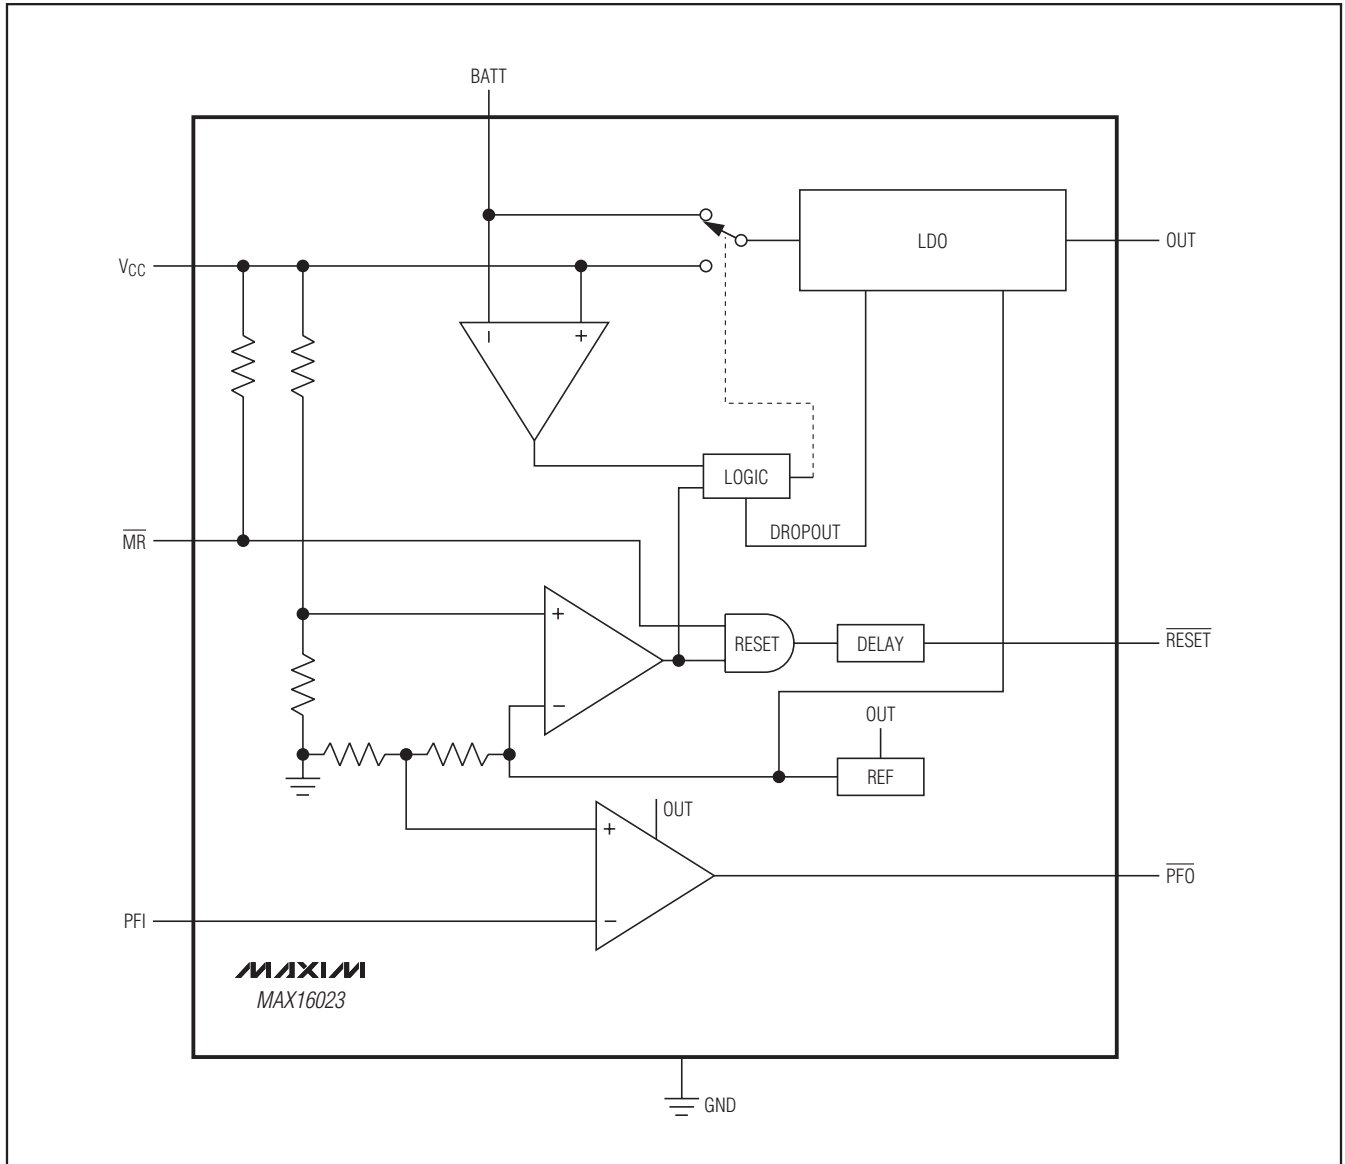 BATT
LDO
OUT
VCC
− +
LOGIC
DROPOUT
MR
+
RESET
DELAY
RESET
−
OUT
REF
OUT
+
PFO
PFI
−
MAXIM
MAX16023
GND